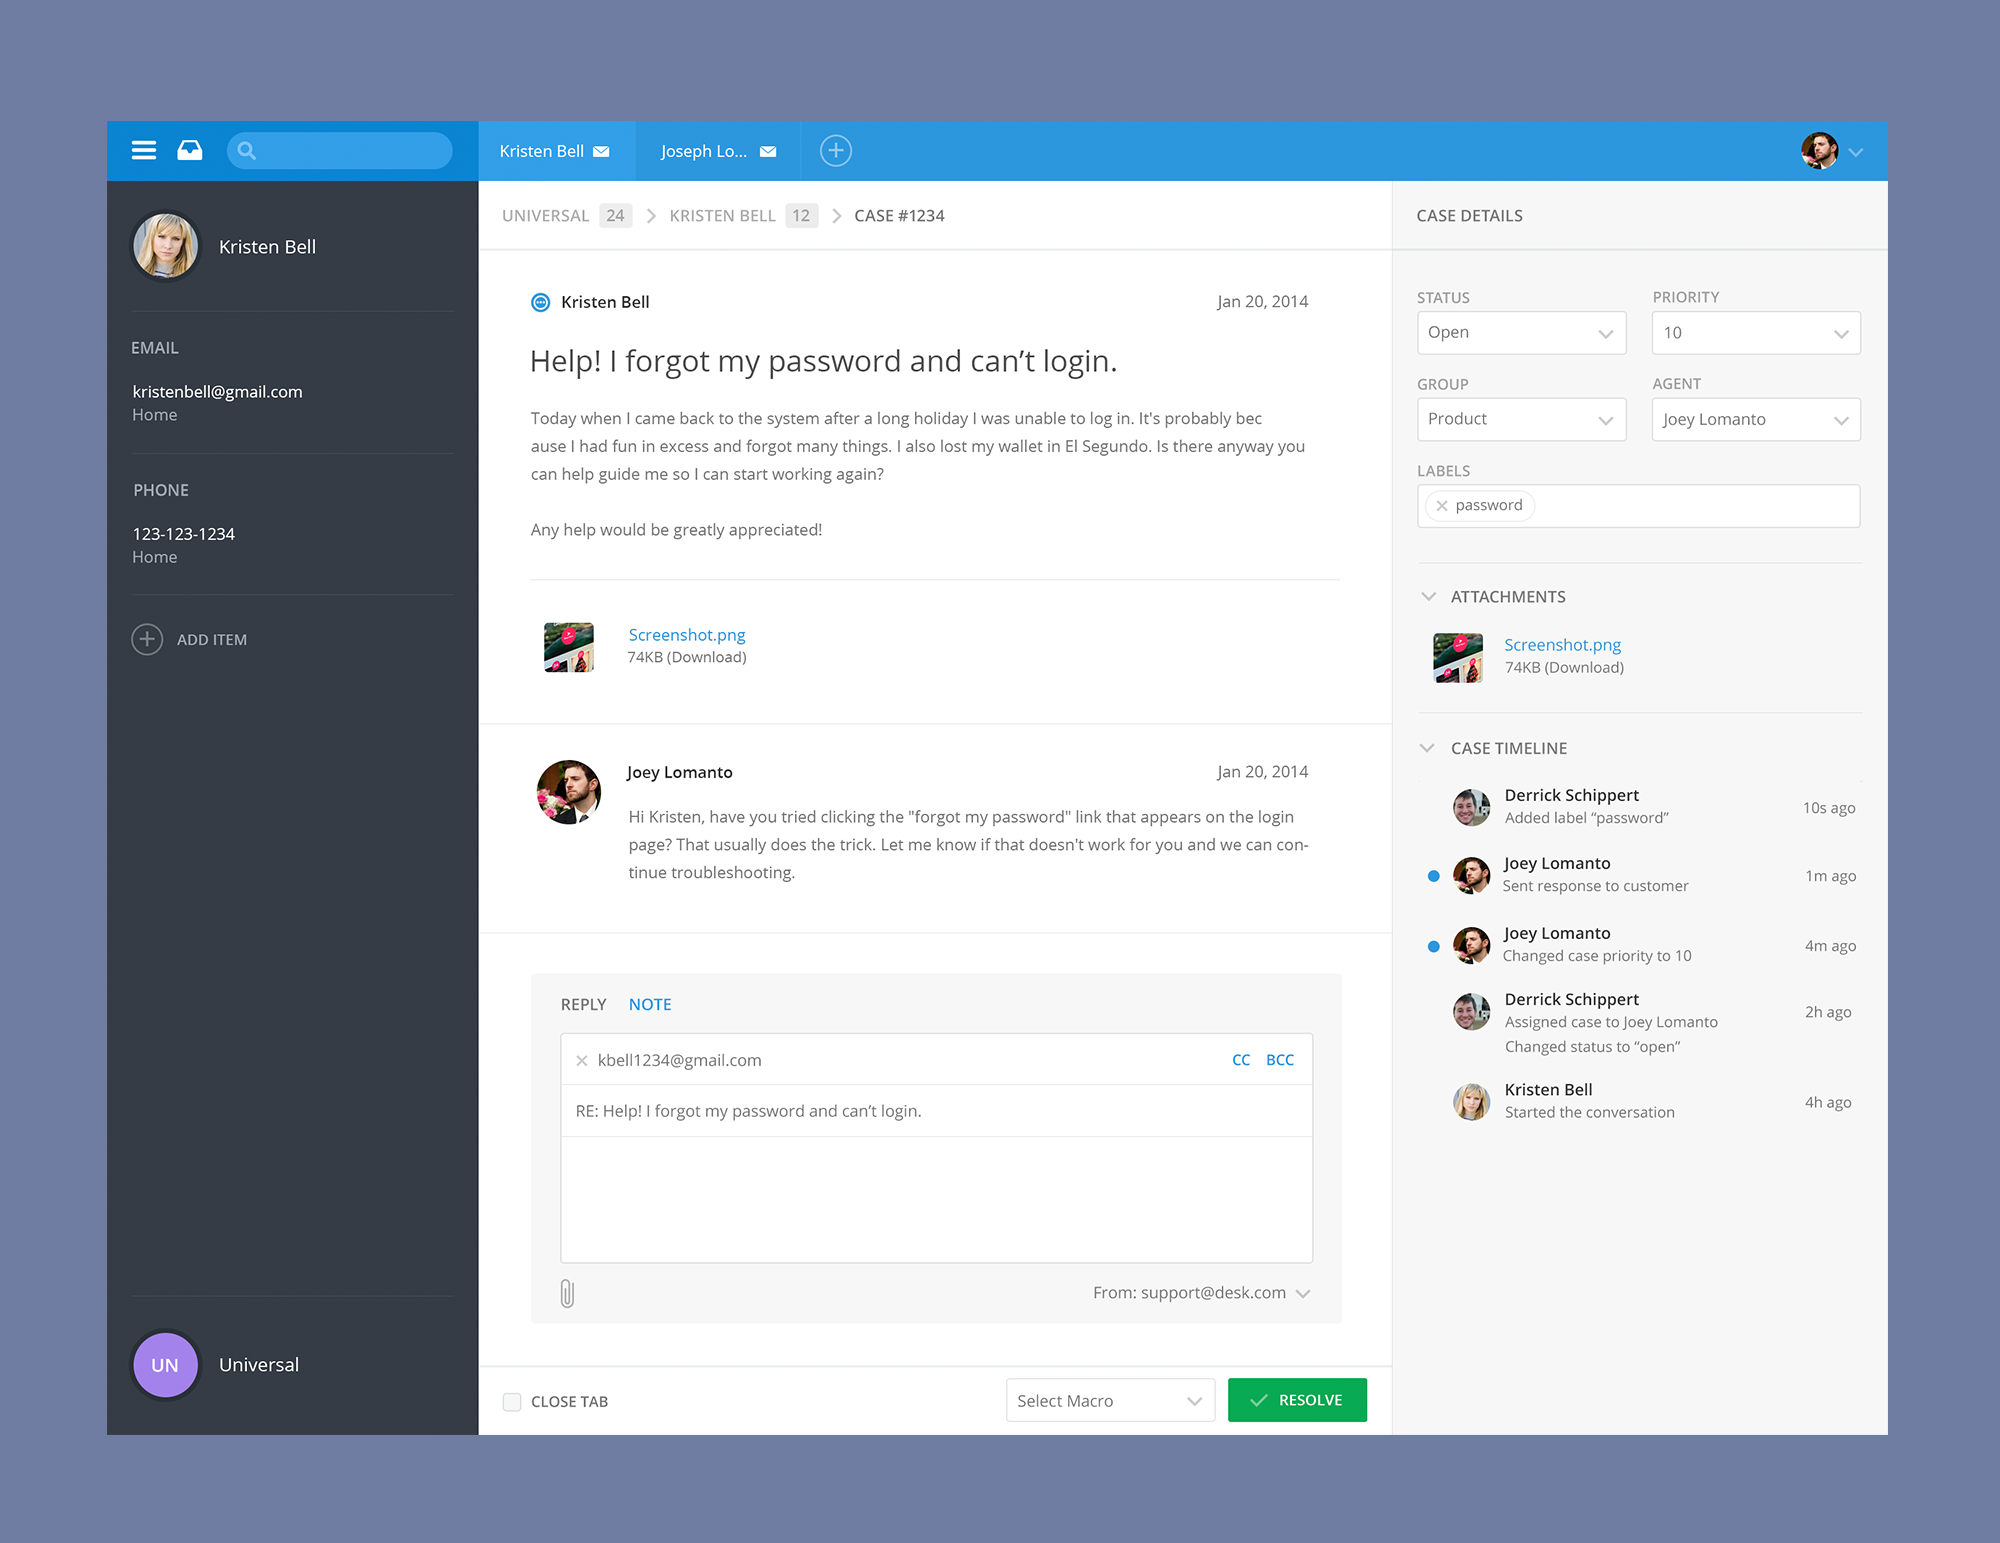 Kristen Bell
Joseph Lo...
Kristen Bell
EMAIL
kristenbell@gmail.com
Home
PHONE
123-123-1234
Home
ADD ITEM
UN
Universal
UNIVERSAL 24 KRISTEN BELL 12 CASE #1234
Kristen Bell
Jan 20, 2014
Help! I forgot my password and can’t login.
Today when I came back to the system after a long holiday I was unable to log in. It's probably bec
ause I had fun in excess and forgot many things. I also lost my wallet in El Segundo. Is there anyway you
can help guide me so I can start working again?
Any help would be greatly appreciated!
Screenshot.png
74KB (Download)
Joey Lomanto
Jan 20, 2014
Hi Kristen, have you tried clicking the "forgot my password" link that appears on the login
page? That usually does the trick. Let me know if that doesn't work for you and we can con-
tinue troubleshooting.
REPLY NOTE
kbell1234@gmail.com
CC BCC
RE: Help! I forgot my password and can’t login.
From: support@desk.com
CLOSE TAB
Select Macro
RESOLVE
CASE DETAILS
STATUS
Open
PRIORITY
10
GROUP
Product
AGENT
Joey Lomanto
LABELS
password
ATTACHMENTS
Screenshot.png
74KB (Download)
CASE TIMELINE
Derrick Schippert
Added label “password”
10s ago
Joey Lomanto
Sent response to customer
1m ago
Joey Lomanto
Changed case priority to 10
4m ago
Derrick Schippert
Assigned case to Joey Lomanto
Changed status to “open”
2h ago
Kristen Bell
Started the conversation
4h ago